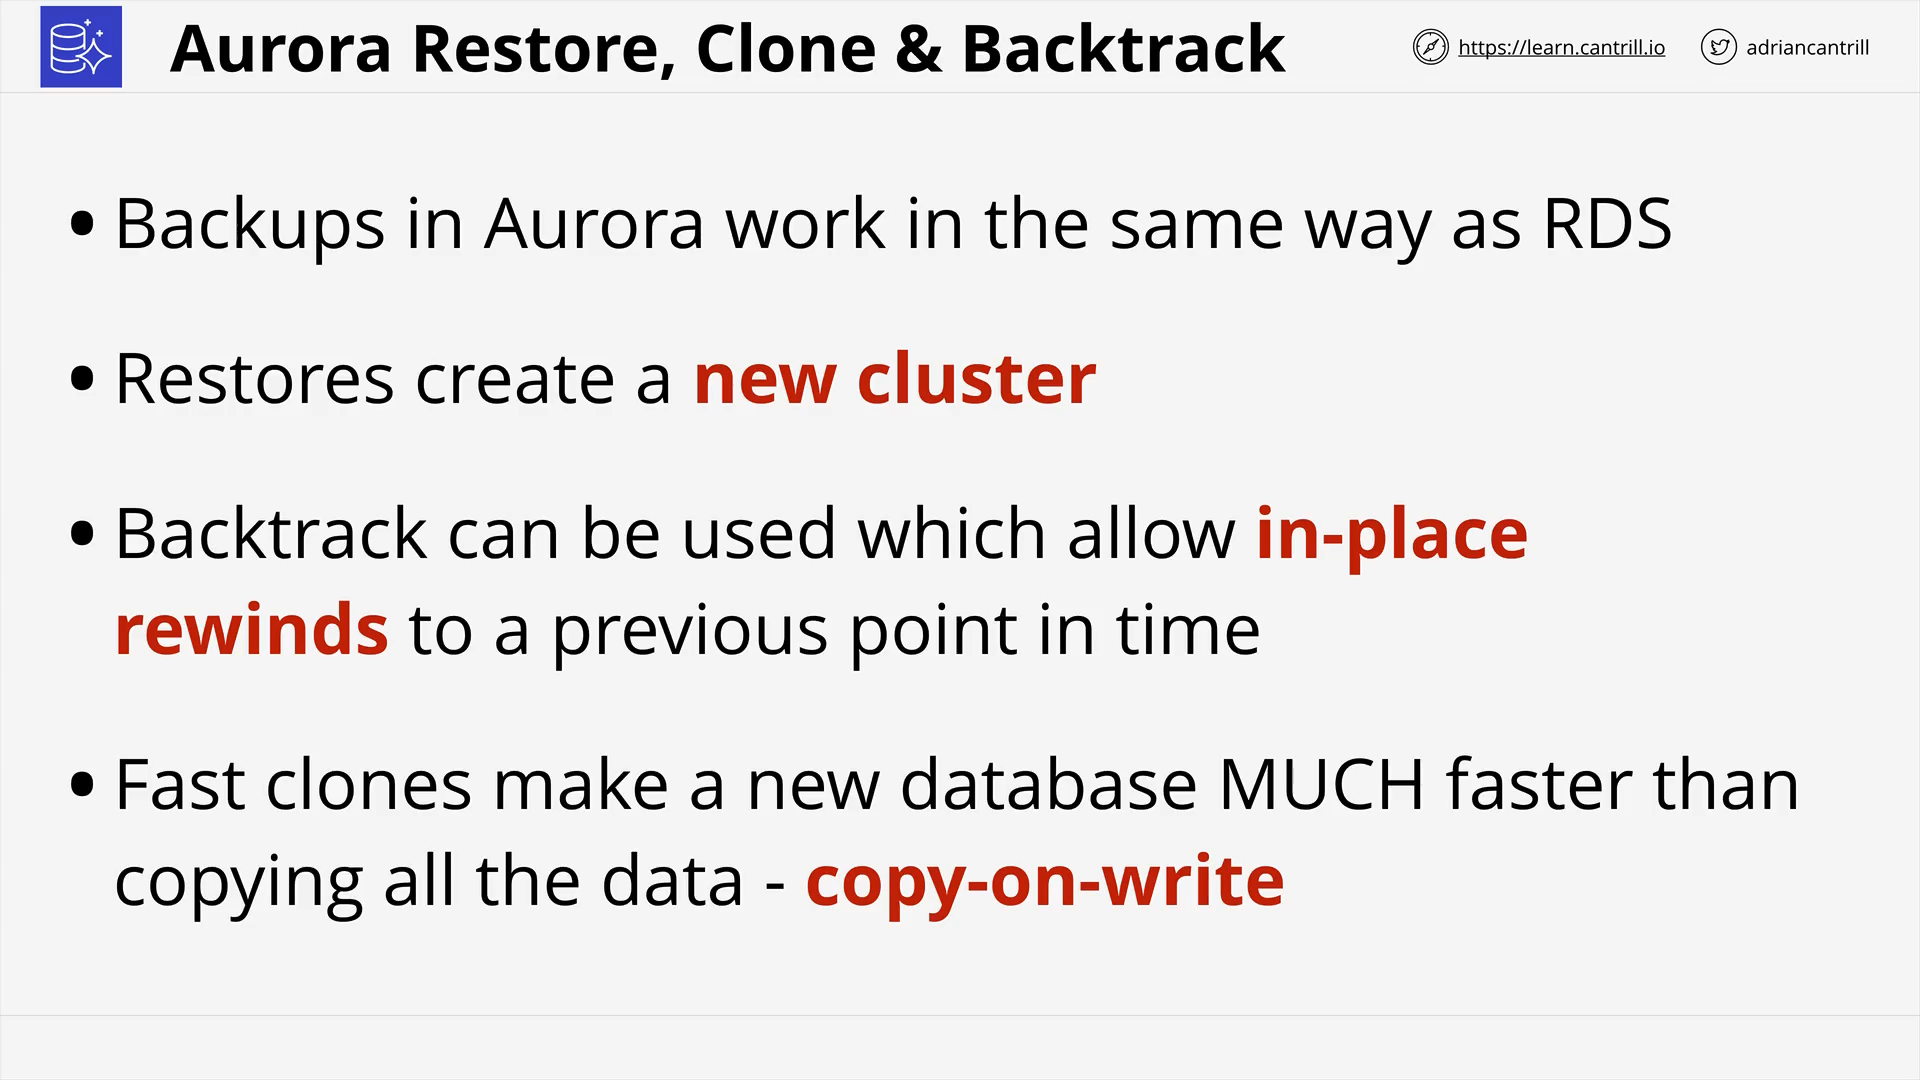 Aurora Restore, Clone & Backtrack
https://learn.cantrill.io
adriancantrill
• Backups in Aurora work in the same way as RDS
• Restores create a new cluster
• Backtrack can be used which allow in-place
rewinds to a previous point in time
• Fast clones make a new database MUCH faster than
copying all the data - copy-on-write